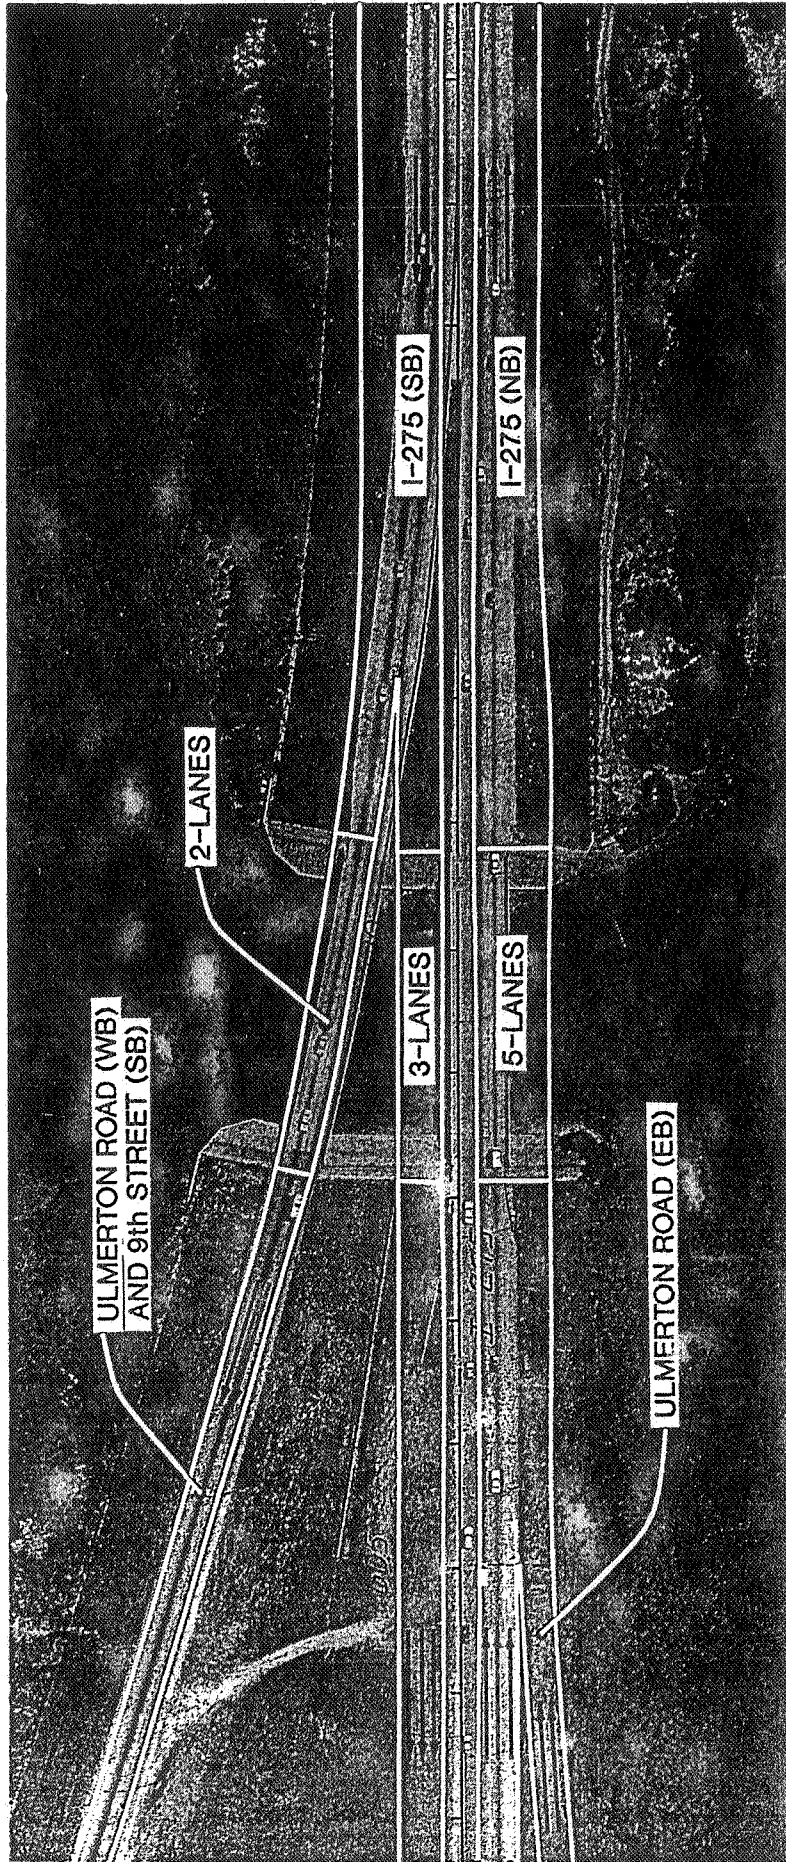 ULMERTON ROAD (WB)
AND 9th STREET (SB)
2-LANES
I-275 (SB)
3-LANES
I-275 (NB)
5-LANES
ULMERTON ROAD (EB)